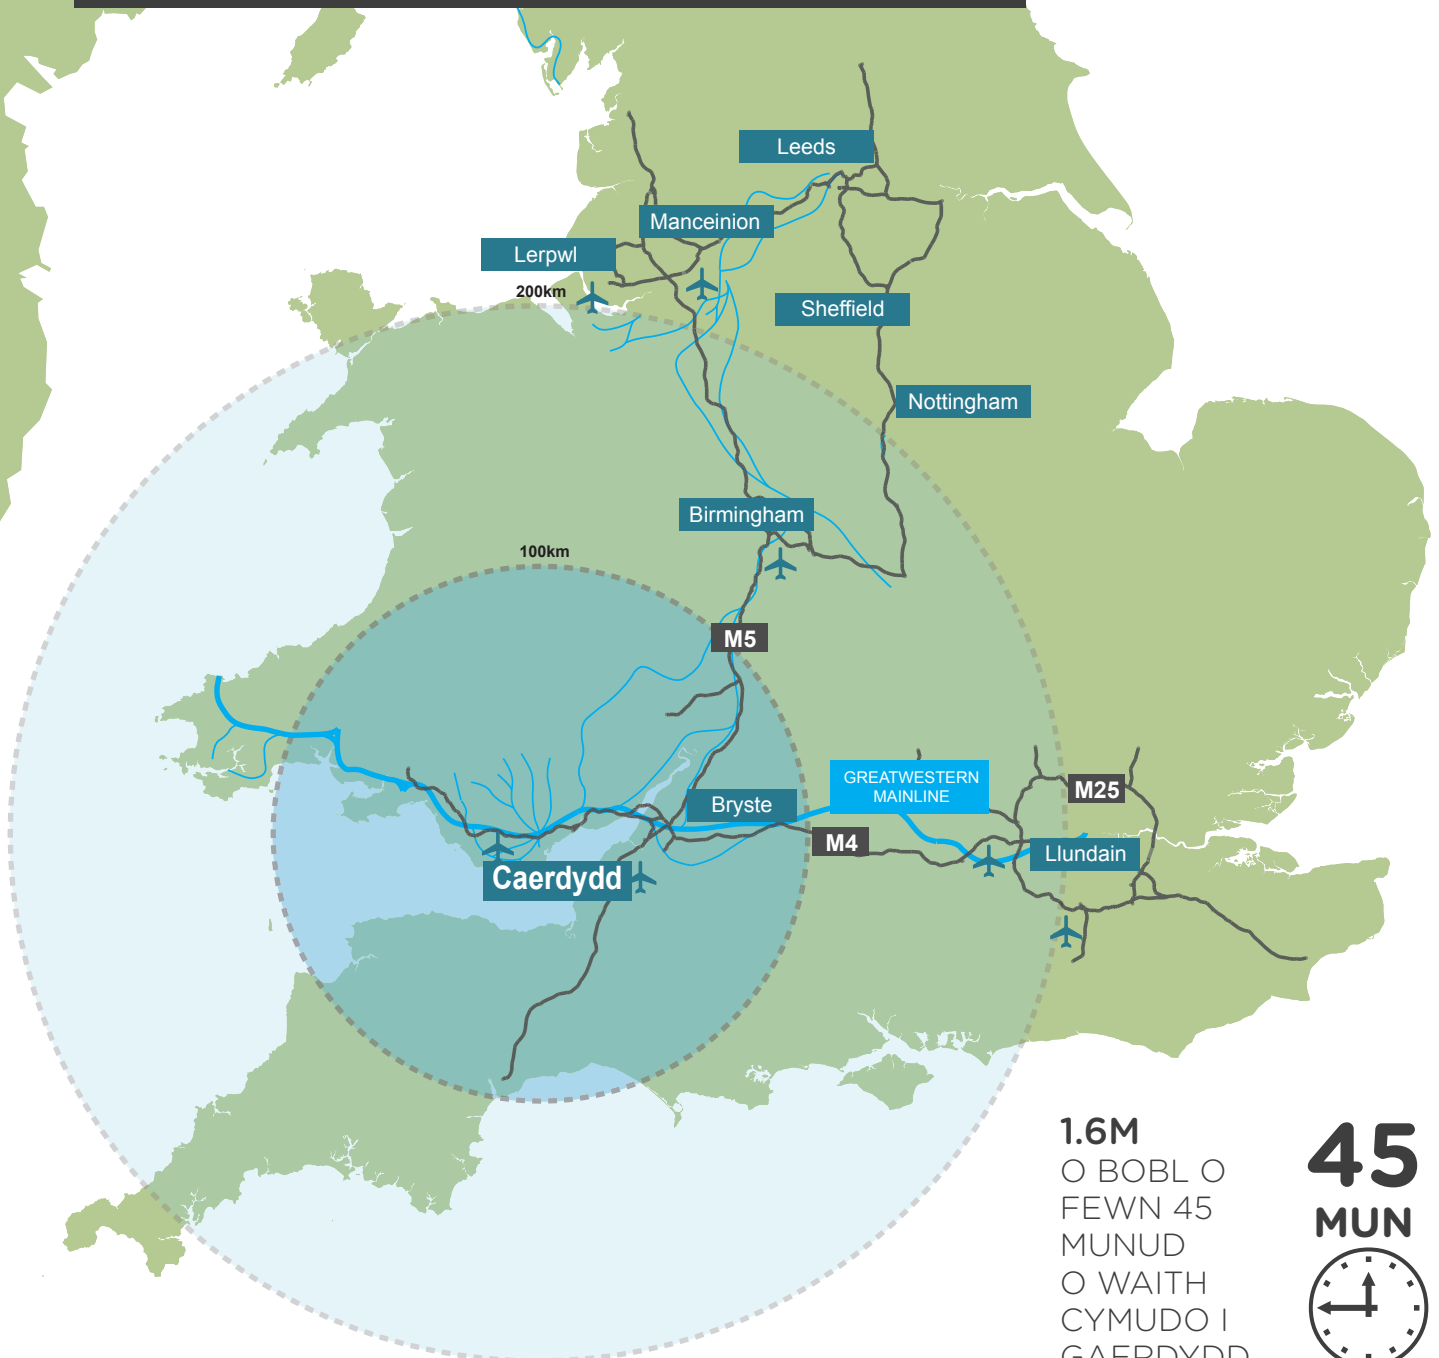 Leeds
Manceinion
Lerpwl
200km
Sheffield
Nottingham
Birmingham
100km
M5
GREATWESTERN
MAINLINE
M25
Bryste
M4
Llundain
Caerdydd
1.6M
O BOBL O
FEWN 45
MUNUD
O WAITH
CYMUDO I
GAERDYDD
45
MUN